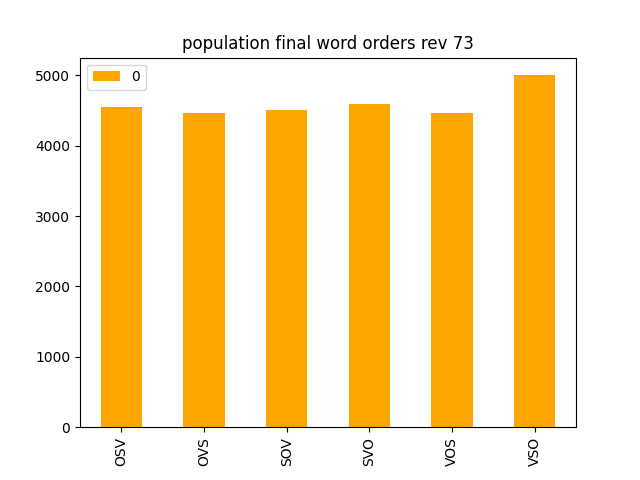 population final word orders rev 73
0
5000
4000
3000
2000
1000
0
OSV
OVS
SOV
SVO
VOS
VSO